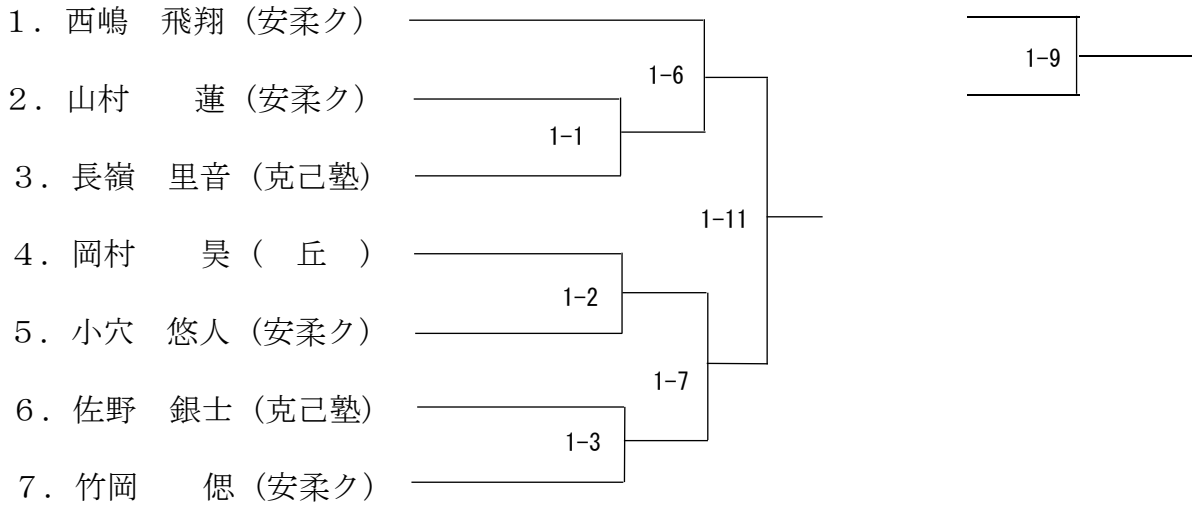 １．西嶋　飛翔（安柔ク）
1-9
1-6
２．山村　　蓮（安柔ク）
1-1
３．長嶺　里音（克己塾）
1-11
４．岡村　　昊（　丘　）
1-2
５．小穴　悠人（安柔ク）
1-7
６．佐野　銀士（克己塾）
1-3
７．竹岡　　偲（安柔ク）